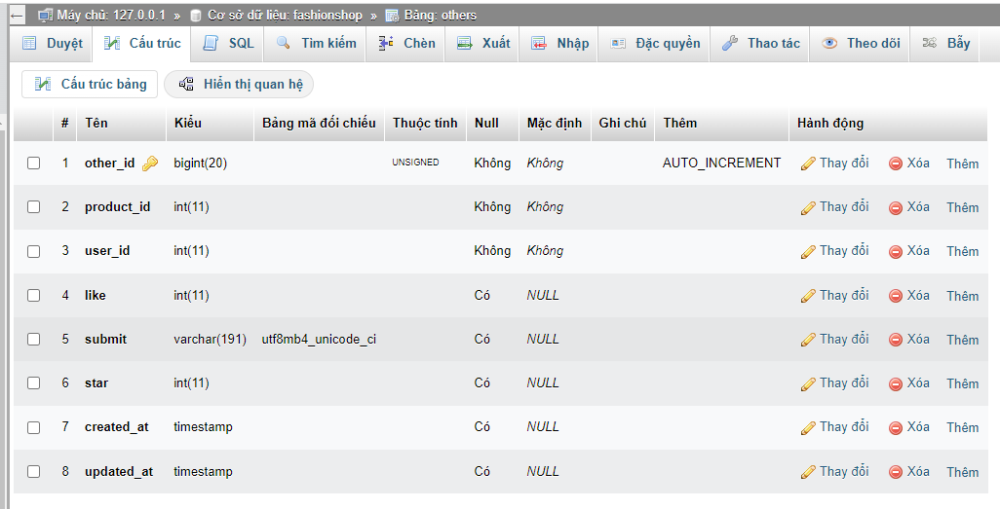 Máy chủ: 127.0.0.1 » Cơ sở dữ liệu: fashionshop » Bảng: others
Duyệt Cấu trúc SQL Tìm kiếm Chèn Xuất Nhập Đặc quyền Thao tác Theo dõi Bẫy
Cấu trúc bảng Hiển thị quan hệ
# Tên Kiểu Bảng mã đối chiếu Thuộc tính Null Mặc định Ghi chú Thêm Hành động
1 other_id bigint(20) UNSIGNED Không Không AUTO_INCREMENT Thay đổi Xóa Thêm
2 product_id int(11) Không Không Thay đổi Xóa Thêm
3 user_id int(11) Không Không Thay đổi Xóa Thêm
4 like int(11) Có NULL Thay đổi Xóa Thêm
5 submit varchar(191) utf8mb4_unicode_ci Có NULL Thay đổi Xóa Thêm
6 star int(11) Có NULL Thay đổi Xóa Thêm
7 created_at timestamp Có NULL Thay đổi Xóa Thêm
8 updated_at timestamp Có NULL Thay đổi Xóa Thêm